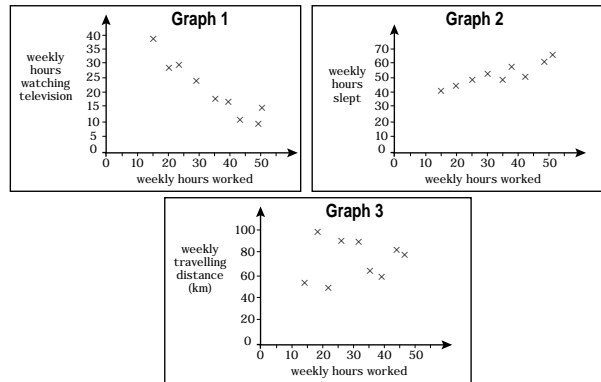 Graph 1
weekly
hours
watching
television
40
35
30
25
20
15
10
5
0
0 10 20 30 40 50
weekly hours worked
Graph 2
weekly
hours
slept
70
60
50
40
30
20
10
0
0 10 20 30 40 50
weekly hours worked
Graph 3
weekly
travelling
distance
(km)
100
80
60
40
20
0
0 10 20 30 40 50
weekly hours worked